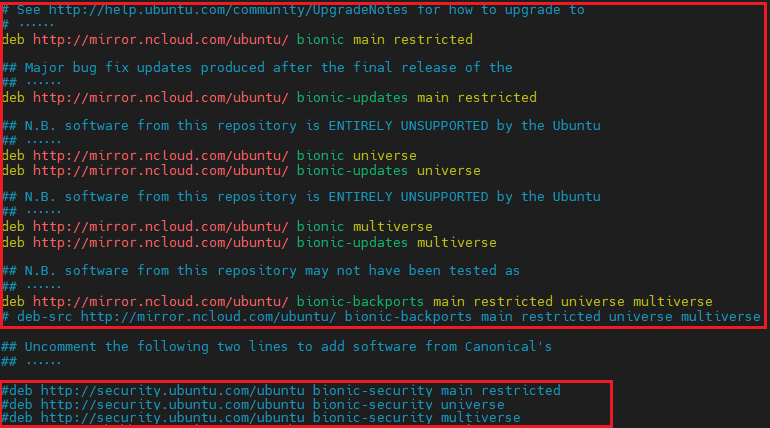 # See http://help.ubuntu.com/community/UpgradeNotes for how to upgrade to
# ······
deb http://mirror.ncloud.com/ubuntu/ bionic main restricted
## Major bug fix updates produced after the final release of the
## ······
deb http://mirror.ncloud.com/ubuntu/ bionic-updates main restricted
## N.B. software from this repository is ENTIRELY UNSUPPORTED by the Ubuntu
## ······
deb http://mirror.ncloud.com/ubuntu/ bionic universe
deb http://mirror.ncloud.com/ubuntu/ bionic-updates universe
## N.B. software from this repository is ENTIRELY UNSUPPORTED by the Ubuntu
## ······
deb http://mirror.ncloud.com/ubuntu/ bionic multiverse
deb http://mirror.ncloud.com/ubuntu/ bionic-updates multiverse
## N.B. software from this repository may not have been tested as
## ······
deb http://mirror.ncloud.com/ubuntu/ bionic-backports main restricted universe multiverse
# deb-src http://mirror.ncloud.com/ubuntu/ bionic-backports main restricted universe multiverse
## Uncomment the following two lines to add software from Canonical's
## ······
#deb http://security.ubuntu.com/ubuntu bionic-security main restricted
#deb http://security.ubuntu.com/ubuntu bionic-security universe
#deb http://security.ubuntu.com/ubuntu bionic-security multiverse